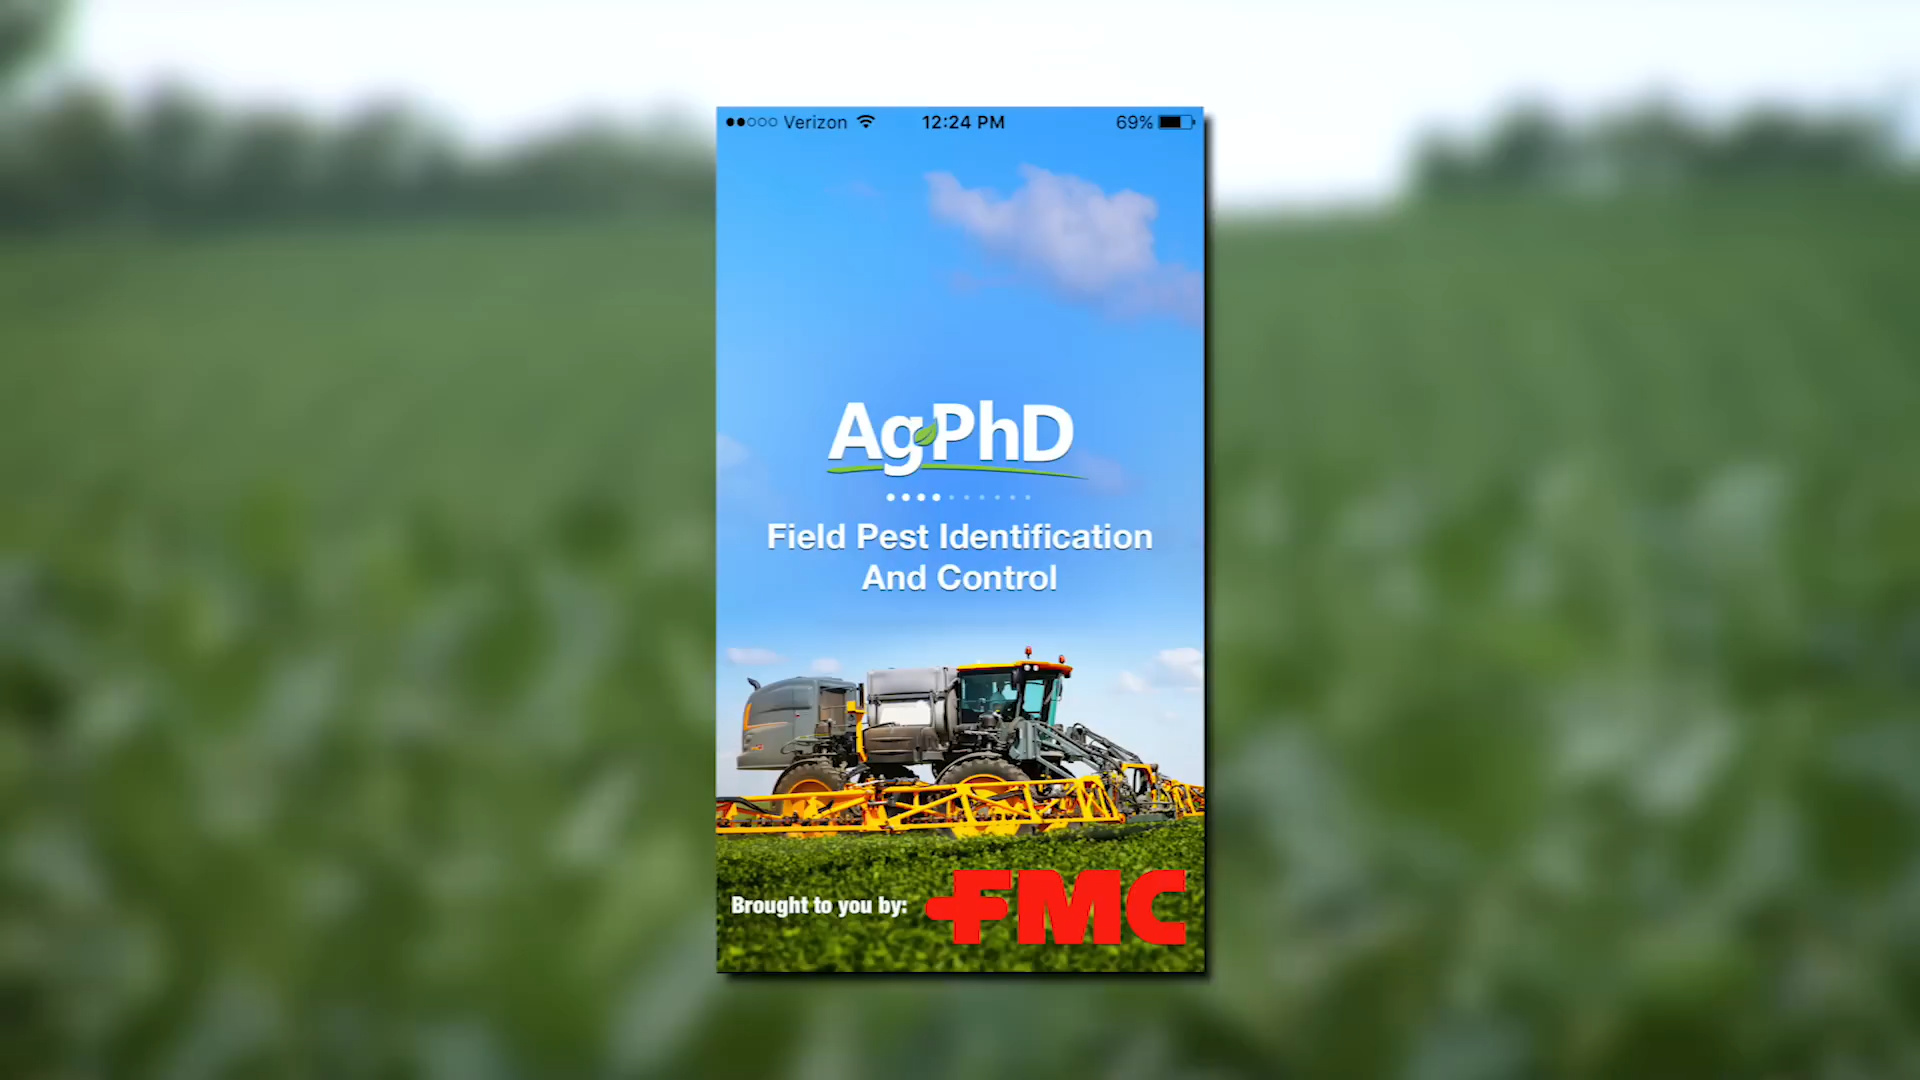 Verizon 12:24 PM 69%
AgPhD
Field Pest Identification
And Control
Brought to you by: FMC